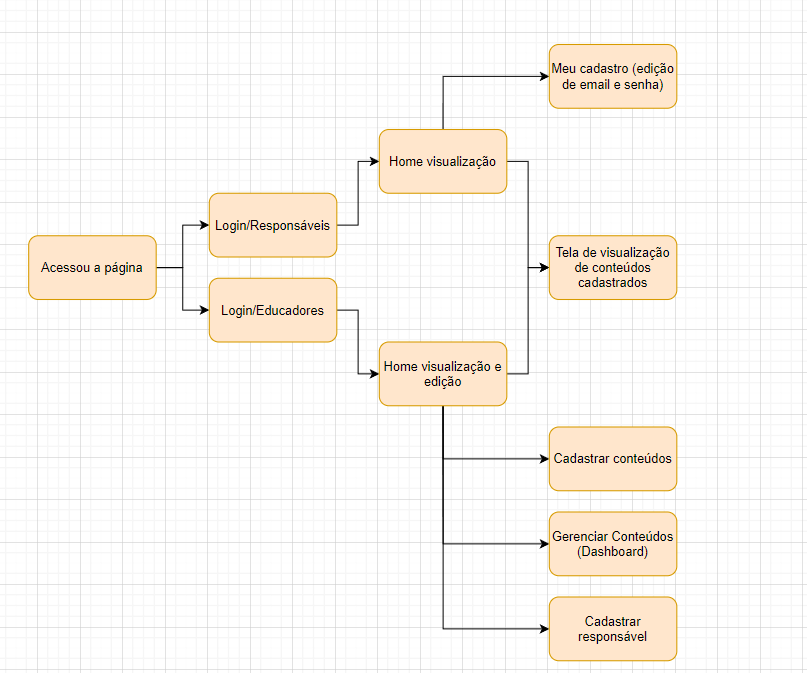 Meu cadastro (edição
de email e senha)
Home visualização
Login/Responsáveis
Acessou a página
Tela de visualização
de conteúdos
cadastrados
Login/Educadores
Home visualização e
edição
Cadastrar conteúdos
Gerenciar Conteúdos
(Dashboard)
Cadastrar
responsável